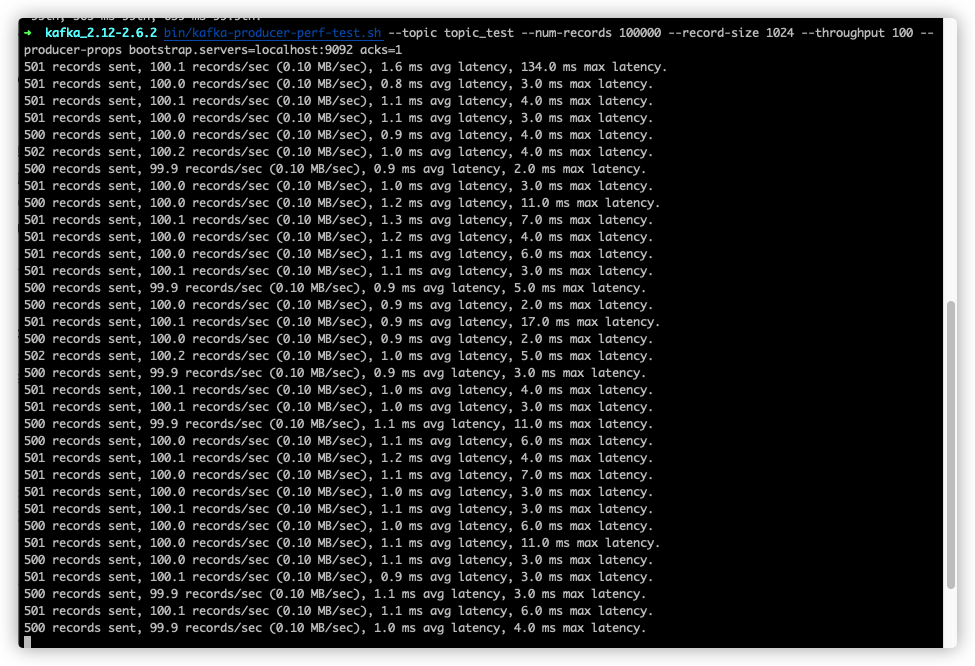 ➜  kafka_2.12-2.6.2 bin/kafka-producer-perf-test.sh --topic topic_test --num-records 100000 --record-size 1024 --throughput 100 --
producer-props bootstrap.servers=localhost:9092 acks=1
501 records sent, 100.1 records/sec (0.10 MB/sec), 1.6 ms avg latency, 134.0 ms max latency.
501 records sent, 100.0 records/sec (0.10 MB/sec), 0.8 ms avg latency, 3.0 ms max latency.
501 records sent, 100.1 records/sec (0.10 MB/sec), 1.1 ms avg latency, 4.0 ms max latency.
501 records sent, 100.0 records/sec (0.10 MB/sec), 1.1 ms avg latency, 3.0 ms max latency.
500 records sent, 100.0 records/sec (0.10 MB/sec), 0.9 ms avg latency, 4.0 ms max latency.
502 records sent, 100.2 records/sec (0.10 MB/sec), 1.0 ms avg latency, 4.0 ms max latency.
500 records sent, 99.9 records/sec (0.10 MB/sec), 0.9 ms avg latency, 2.0 ms max latency.
501 records sent, 100.0 records/sec (0.10 MB/sec), 1.0 ms avg latency, 3.0 ms max latency.
500 records sent, 100.0 records/sec (0.10 MB/sec), 1.2 ms avg latency, 11.0 ms max latency.
501 records sent, 100.1 records/sec (0.10 MB/sec), 1.3 ms avg latency, 7.0 ms max latency.
501 records sent, 100.0 records/sec (0.10 MB/sec), 1.2 ms avg latency, 4.0 ms max latency.
501 records sent, 100.0 records/sec (0.10 MB/sec), 1.1 ms avg latency, 6.0 ms max latency.
501 records sent, 100.1 records/sec (0.10 MB/sec), 1.1 ms avg latency, 3.0 ms max latency.
500 records sent, 99.9 records/sec (0.10 MB/sec), 0.9 ms avg latency, 5.0 ms max latency.
500 records sent, 100.0 records/sec (0.10 MB/sec), 0.9 ms avg latency, 2.0 ms max latency.
501 records sent, 100.1 records/sec (0.10 MB/sec), 0.9 ms avg latency, 17.0 ms max latency.
500 records sent, 100.0 records/sec (0.10 MB/sec), 0.9 ms avg latency, 2.0 ms max latency.
502 records sent, 100.2 records/sec (0.10 MB/sec), 1.0 ms avg latency, 5.0 ms max latency.
500 records sent, 99.9 records/sec (0.10 MB/sec), 0.9 ms avg latency, 3.0 ms max latency.
501 records sent, 100.1 records/sec (0.10 MB/sec), 1.0 ms avg latency, 4.0 ms max latency.
501 records sent, 100.1 records/sec (0.10 MB/sec), 1.0 ms avg latency, 3.0 ms max latency.
500 records sent, 99.9 records/sec (0.10 MB/sec), 1.1 ms avg latency, 11.0 ms max latency.
500 records sent, 100.0 records/sec (0.10 MB/sec), 1.1 ms avg latency, 6.0 ms max latency.
501 records sent, 100.1 records/sec (0.10 MB/sec), 1.2 ms avg latency, 4.0 ms max latency.
501 records sent, 100.0 records/sec (0.10 MB/sec), 1.1 ms avg latency, 7.0 ms max latency.
501 records sent, 100.0 records/sec (0.10 MB/sec), 1.0 ms avg latency, 3.0 ms max latency.
501 records sent, 100.1 records/sec (0.10 MB/sec), 1.1 ms avg latency, 3.0 ms max latency.
500 records sent, 100.0 records/sec (0.10 MB/sec), 1.0 ms avg latency, 6.0 ms max latency.
501 records sent, 100.0 records/sec (0.10 MB/sec), 1.1 ms avg latency, 11.0 ms max latency.
500 records sent, 100.0 records/sec (0.10 MB/sec), 1.1 ms avg latency, 3.0 ms max latency.
501 records sent, 100.1 records/sec (0.10 MB/sec), 0.9 ms avg latency, 3.0 ms max latency.
500 records sent, 99.9 records/sec (0.10 MB/sec), 1.1 ms avg latency, 3.0 ms max latency.
501 records sent, 100.1 records/sec (0.10 MB/sec), 1.1 ms avg latency, 6.0 ms max latency.
500 records sent, 99.9 records/sec (0.10 MB/sec), 1.0 ms avg latency, 4.0 ms max latency.